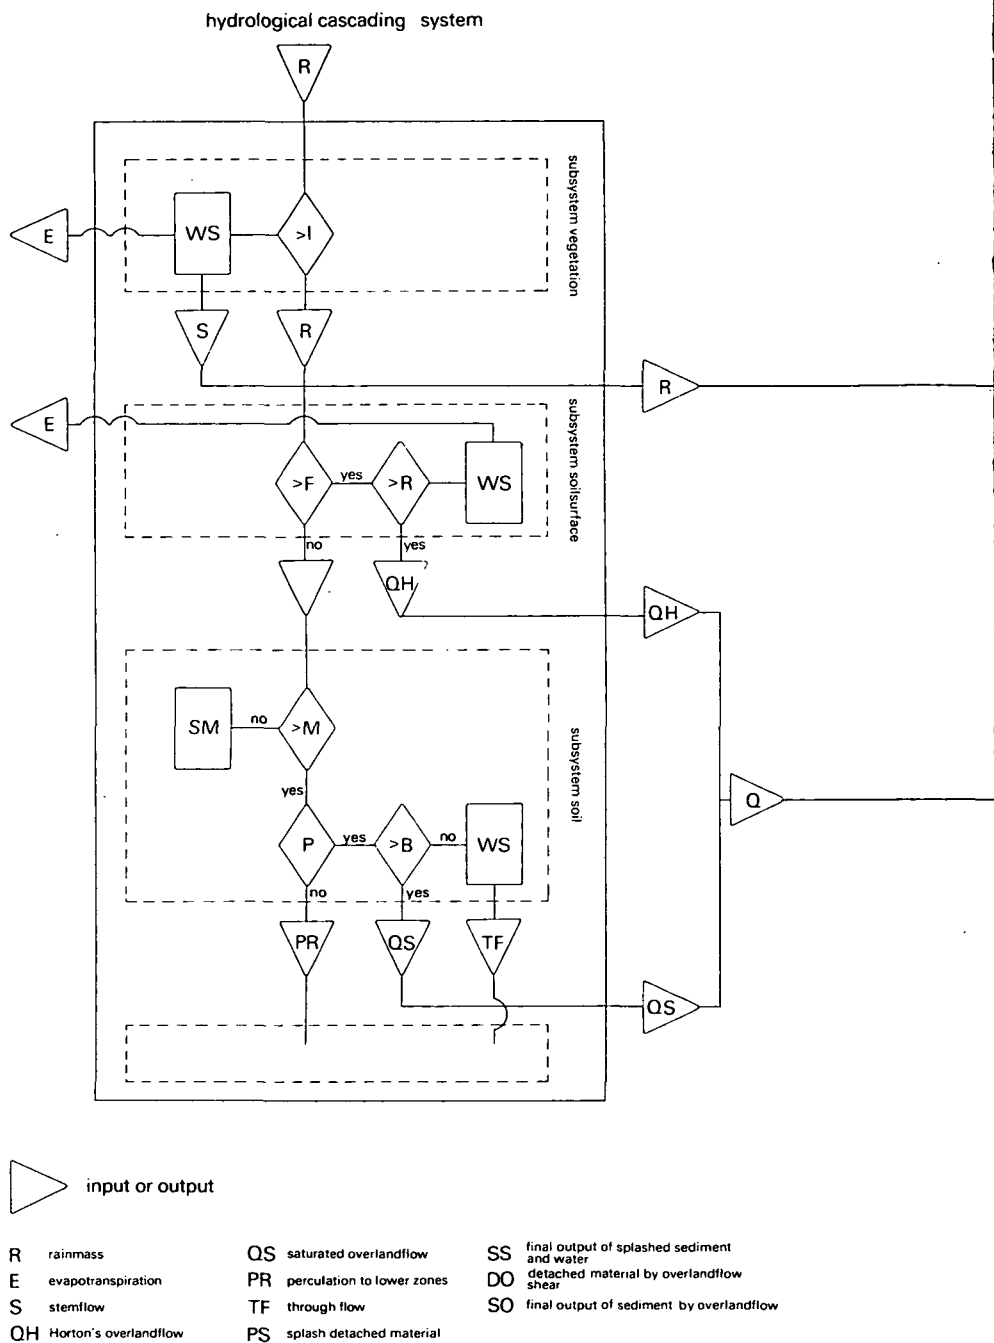 hydrological cascading system
R
subsystem vegetation
E
WS
>I
S
R
R
E
subsystem soilsurface
>F
yes
>R
WS
no
yes
QH
QH
subsystem soil
SM
no
>M
yes
Q
P
yes
>B
no
WS
no
yes
PR
QS
TF
QS
input or output
R rainmass
E evapotranspiration
S stemflow
QH Horton's overlandflow
QS saturated overlandflow
PR perculation to lower zones
TF through flow
PS splash detached material
SS final output of splashed sediment
and water
DO detached material by overlandflow
shear
SO final output of sediment by overlandflow